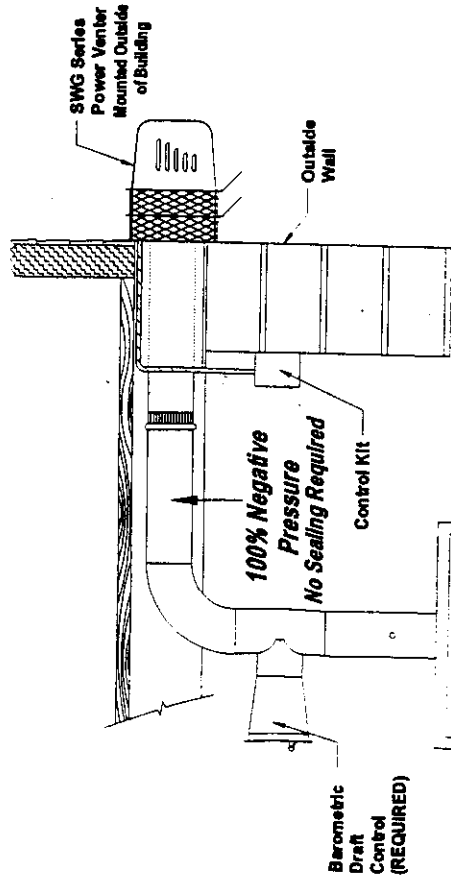 SWG Series
Power Venter
Mounted Outside
of Building
Outside
Wall
100% Negative
Pressure
No Sealing Required
Control Kit
Barometric
Draft
Control
(REQUIRED)